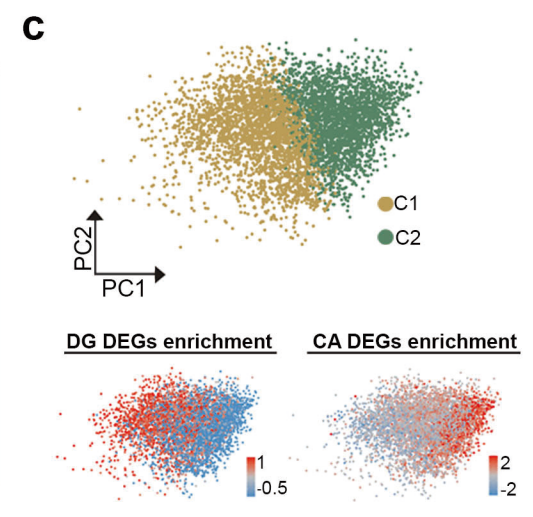 c
PC2
PC1
C1
C2
DG DEGs enrichment
CA DEGs enrichment
1
-0.5
2
-2